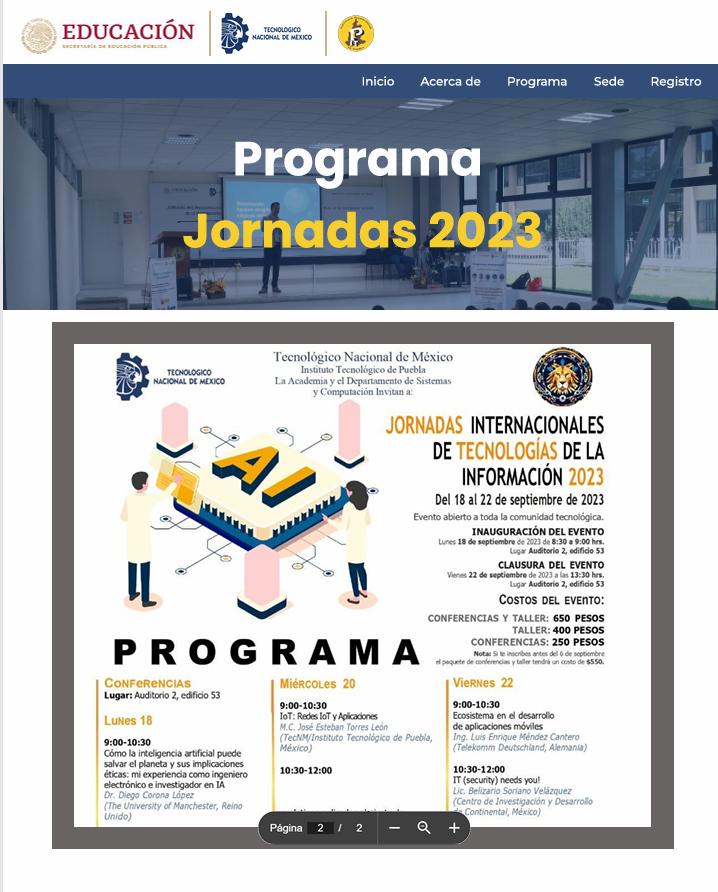 EDUCACIÓN
SECRETARÍA DE EDUCACIÓN PÚBLICA
TECNOLÓGICO
NACIONAL DE MÉXICO
Inicio Acerca de Programa Sede Registro
Programa
Jornadas 2023
TECNOLÓGICO
NACIONAL DE MÉXICO
Tecnológico Nacional de México
Instituto Tecnológico de Puebla
La Academia y el Departamento de Sistemas
y Computación Invitan a:
JORNADAS INTERNACIONALES
DE TECNOLOGÍAS DE LA
INFORMACIÓN 2023
Del 18 al 22 de septiembre de 2023
Evento abierto a toda la comunidad tecnológica.
INAUGURACIÓN DEL EVENTO
Lunes 18 de septiembre de 2023 de 8:30 a 9:00 hrs.
Lugar Auditorio 2, edificio 53
CLAUSURA DEL EVENTO
Vienes 22 de septiembre de 2023 a las 13:30 hrs.
Lugar Auditorio 2, edificio 53
COSTOS DEL EVENTO:
CONFERENCIAS Y TALLER: 650 PESOS
TALLER: 400 PESOS
CONFERENCIAS: 250 PESOS
Nota: Si te inscribes antes del 6 de septiembre
el paquete de conferencias y taller tendrá un costo de $550.
AI
PROGRAMA
CONFERENCIAS
Lugar: Auditorio 2, edificio 53
LUNES 18
9:00-10:30
Cómo la inteligencia artificial puede
salvar el planeta y sus implicaciones
éticas: mi experiencia como ingeniero
electrónico e investigador en IA
Dr. Diego Corona López
(The University of Manchester, Reino
Unido)
MIÉRCOLES 20
9:00-10:30
IoT: Redes IoT y Aplicaciones
M.C. José Esteban Torres León
(TecNM/Instituto Tecnológico de Puebla,
México)
10:30-12:00
VIERNES 22
9:00-10:30
Ecosistema en el desarrollo
de aplicaciones móviles
Ing. Luis Enrique Méndez Cantero
(Telekomm Deutschland, Alemania)
10:30-12:00
IT (security) needs you!
Lic. Belizario Soriano Velázquez
(Centro de Investigación y Desarrollo
de Continental, México)
Página 2 / 2